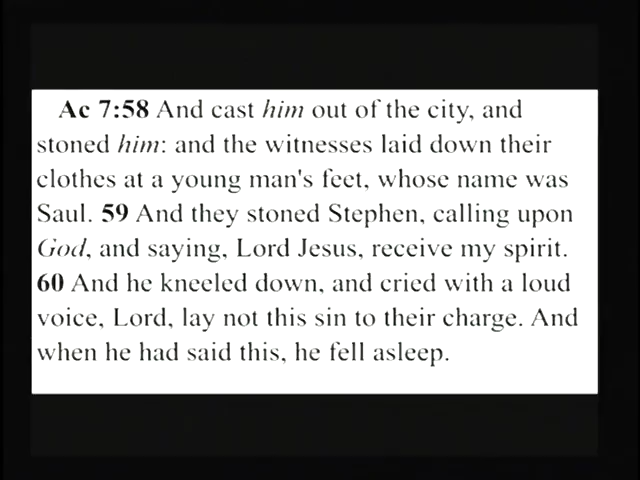 Ac 7:58 And cast him out of the city, and
stoned him: and the witnesses laid down their
clothes at a young man's feet, whose name was
Saul. 59 And they stoned Stephen, calling upon
God, and saying, Lord Jesus, receive my spirit.
60 And he kneeled down, and cried with a loud
voice, Lord, lay not this sin to their charge. And
when he had said this, he fell asleep.